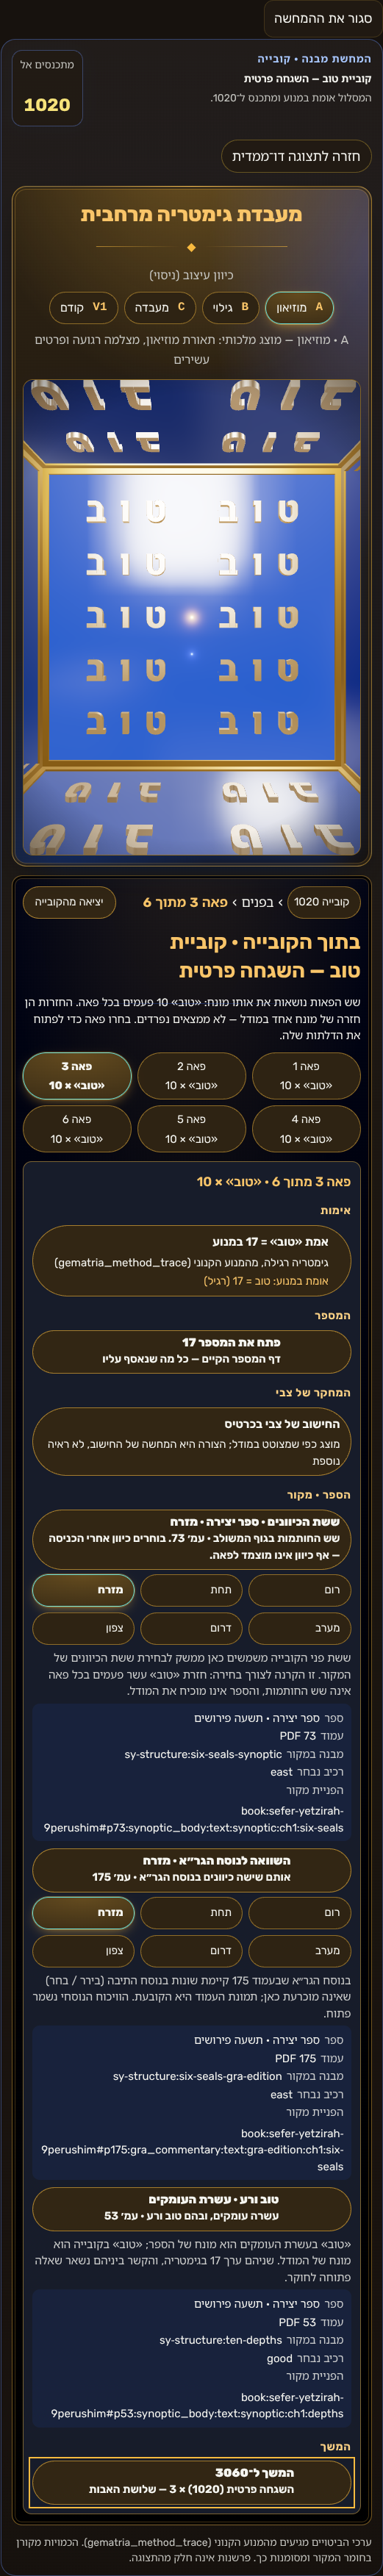 סגור את ההמחשה
המחשת מבנה • קובייה
קוביית טוב — השגחה פרטית
המסלול אומת במנוע ומתכנס ל־1020.
מתכנסים אל
1020
חזרה לתצוגה דו־ממדית
מעבדת גימטריה מרחבית
כיוון עיצוב (ניסוי)
A מוזיאון
B גילוי
C מעבדה
V1 קודם
A • מוזיאון — מוצג מלכותי: תאורת מוזיאון, מצלמה רגועה ופרטים
עשירים
טוב טוב
טוב טוב
טוב טוב
טוב טוב
טוב טוב
קובייה 1020 › בפנים › פאה 3 מתוך 6
יציאה מהקובייה
בתוך הקובייה • קוביית
טוב — השגחה פרטית
שש הפאות נושאות את אותו מונח: «טוב» 10 פעמים בכל פאה. החזרות הן
חזרה של מונח אחד במודל — לא ממצאים נפרדים. בחרו פאה כדי לפתוח
את הדלתות שלה.
פאה 1
«טוב» × 10
פאה 2
«טוב» × 10
פאה 3
«טוב» × 10
פאה 4
«טוב» × 10
פאה 5
«טוב» × 10
פאה 6
«טוב» × 10
פאה 3 מתוך 6 • «טוב» × 10
אימות
אמת «טוב» = 17 במנוע
גימטריה רגילה, מהמנוע הקנוני (gematria_method_trace)
אומת במנוע: טוב = 17 (רגיל)
המספר
פתח את המספר 17
דף המספר הקיים — כל מה שנאסף עליו
המחקר של צבי
החישוב של צבי בכרטיס
מוצג כפי שמצוטט במודל; הצורה היא המחשה של החישוב, לא ראיה
נוספת
הספר • מקור
ששת הכיוונים • ספר יצירה • מזרח
שש החותמות בגוף המשולב • עמ׳ 73. בוחרים כיוון אחרי הכניסה
— אף כיוון אינו מוצמד לפאה.
רום
תחת
מזרח
מערב
דרום
צפון
ששת פני הקובייה משמשים כאן ממשק לבחירת ששת הכיוונים של
המקור. זו הקרנה לצורך בחירה: חזרת «טוב» עשר פעמים בכל פאה
אינה שש החותמות, והספר אינו מוכיח את המודל.
ספר ספר יצירה • תשעה פירושים
עמוד PDF 73
מבנה במקור sy-structure:six-seals-synoptic
רכיב נבחר east
הפניית מקור
book:sefer-yetzirah-
9perushim#p73:synoptic_body:text:synoptic:ch1:six-seals
השוואה לנוסח הגר״א • מזרח
אותם שישה כיוונים בנוסח הגר״א • עמ׳ 175
רום
תחת
מזרח
מערב
דרום
צפון
בנוסח הגר״א שבעמוד 175 קיימת שונות בנוסח התיבה (בירר / בחר)
שאינה מוכרעת כאן; תמונת העמוד היא הקובעת. הוויכוח הנוסחי נשמר
פתוח.
ספר ספר יצירה • תשעה פירושים
עמוד PDF 175
מבנה במקור sy-structure:six-seals-gra-edition
רכיב נבחר east
הפניית מקור
book:sefer-yetzirah-
9perushim#p175:gra_commentary:text:gra-edition:ch1:six-
seals
טוב ורע • עשרת העומקים
עשרה עומקים, ובהם טוב ורע • עמ׳ 53
«טוב» בעשרת העומקים הוא מונח של הספר; «טוב» בקובייה הוא
מונח של המודל. שניהם ערך 17 בגימטריה, והקשר ביניהם נשאר שאלה
פתוחה לחוקר.
ספר ספר יצירה • תשעה פירושים
עמוד PDF 53
מבנה במקור sy-structure:ten-depths
רכיב נבחר good
הפניית מקור
book:sefer-yetzirah-
9perushim#p53:synoptic_body:text:synoptic:ch1:depths
המשך
המשך ל־3060
השגחה פרטית (1020) × 3 — שלושת האבות
ערכי הביטויים מגיעים מהמנוע הקנוני (gematria_method_trace). הכמויות מקורן
בחומר המקור ומסומנות כך. פרשנות אינה חלק מהתצוגה.